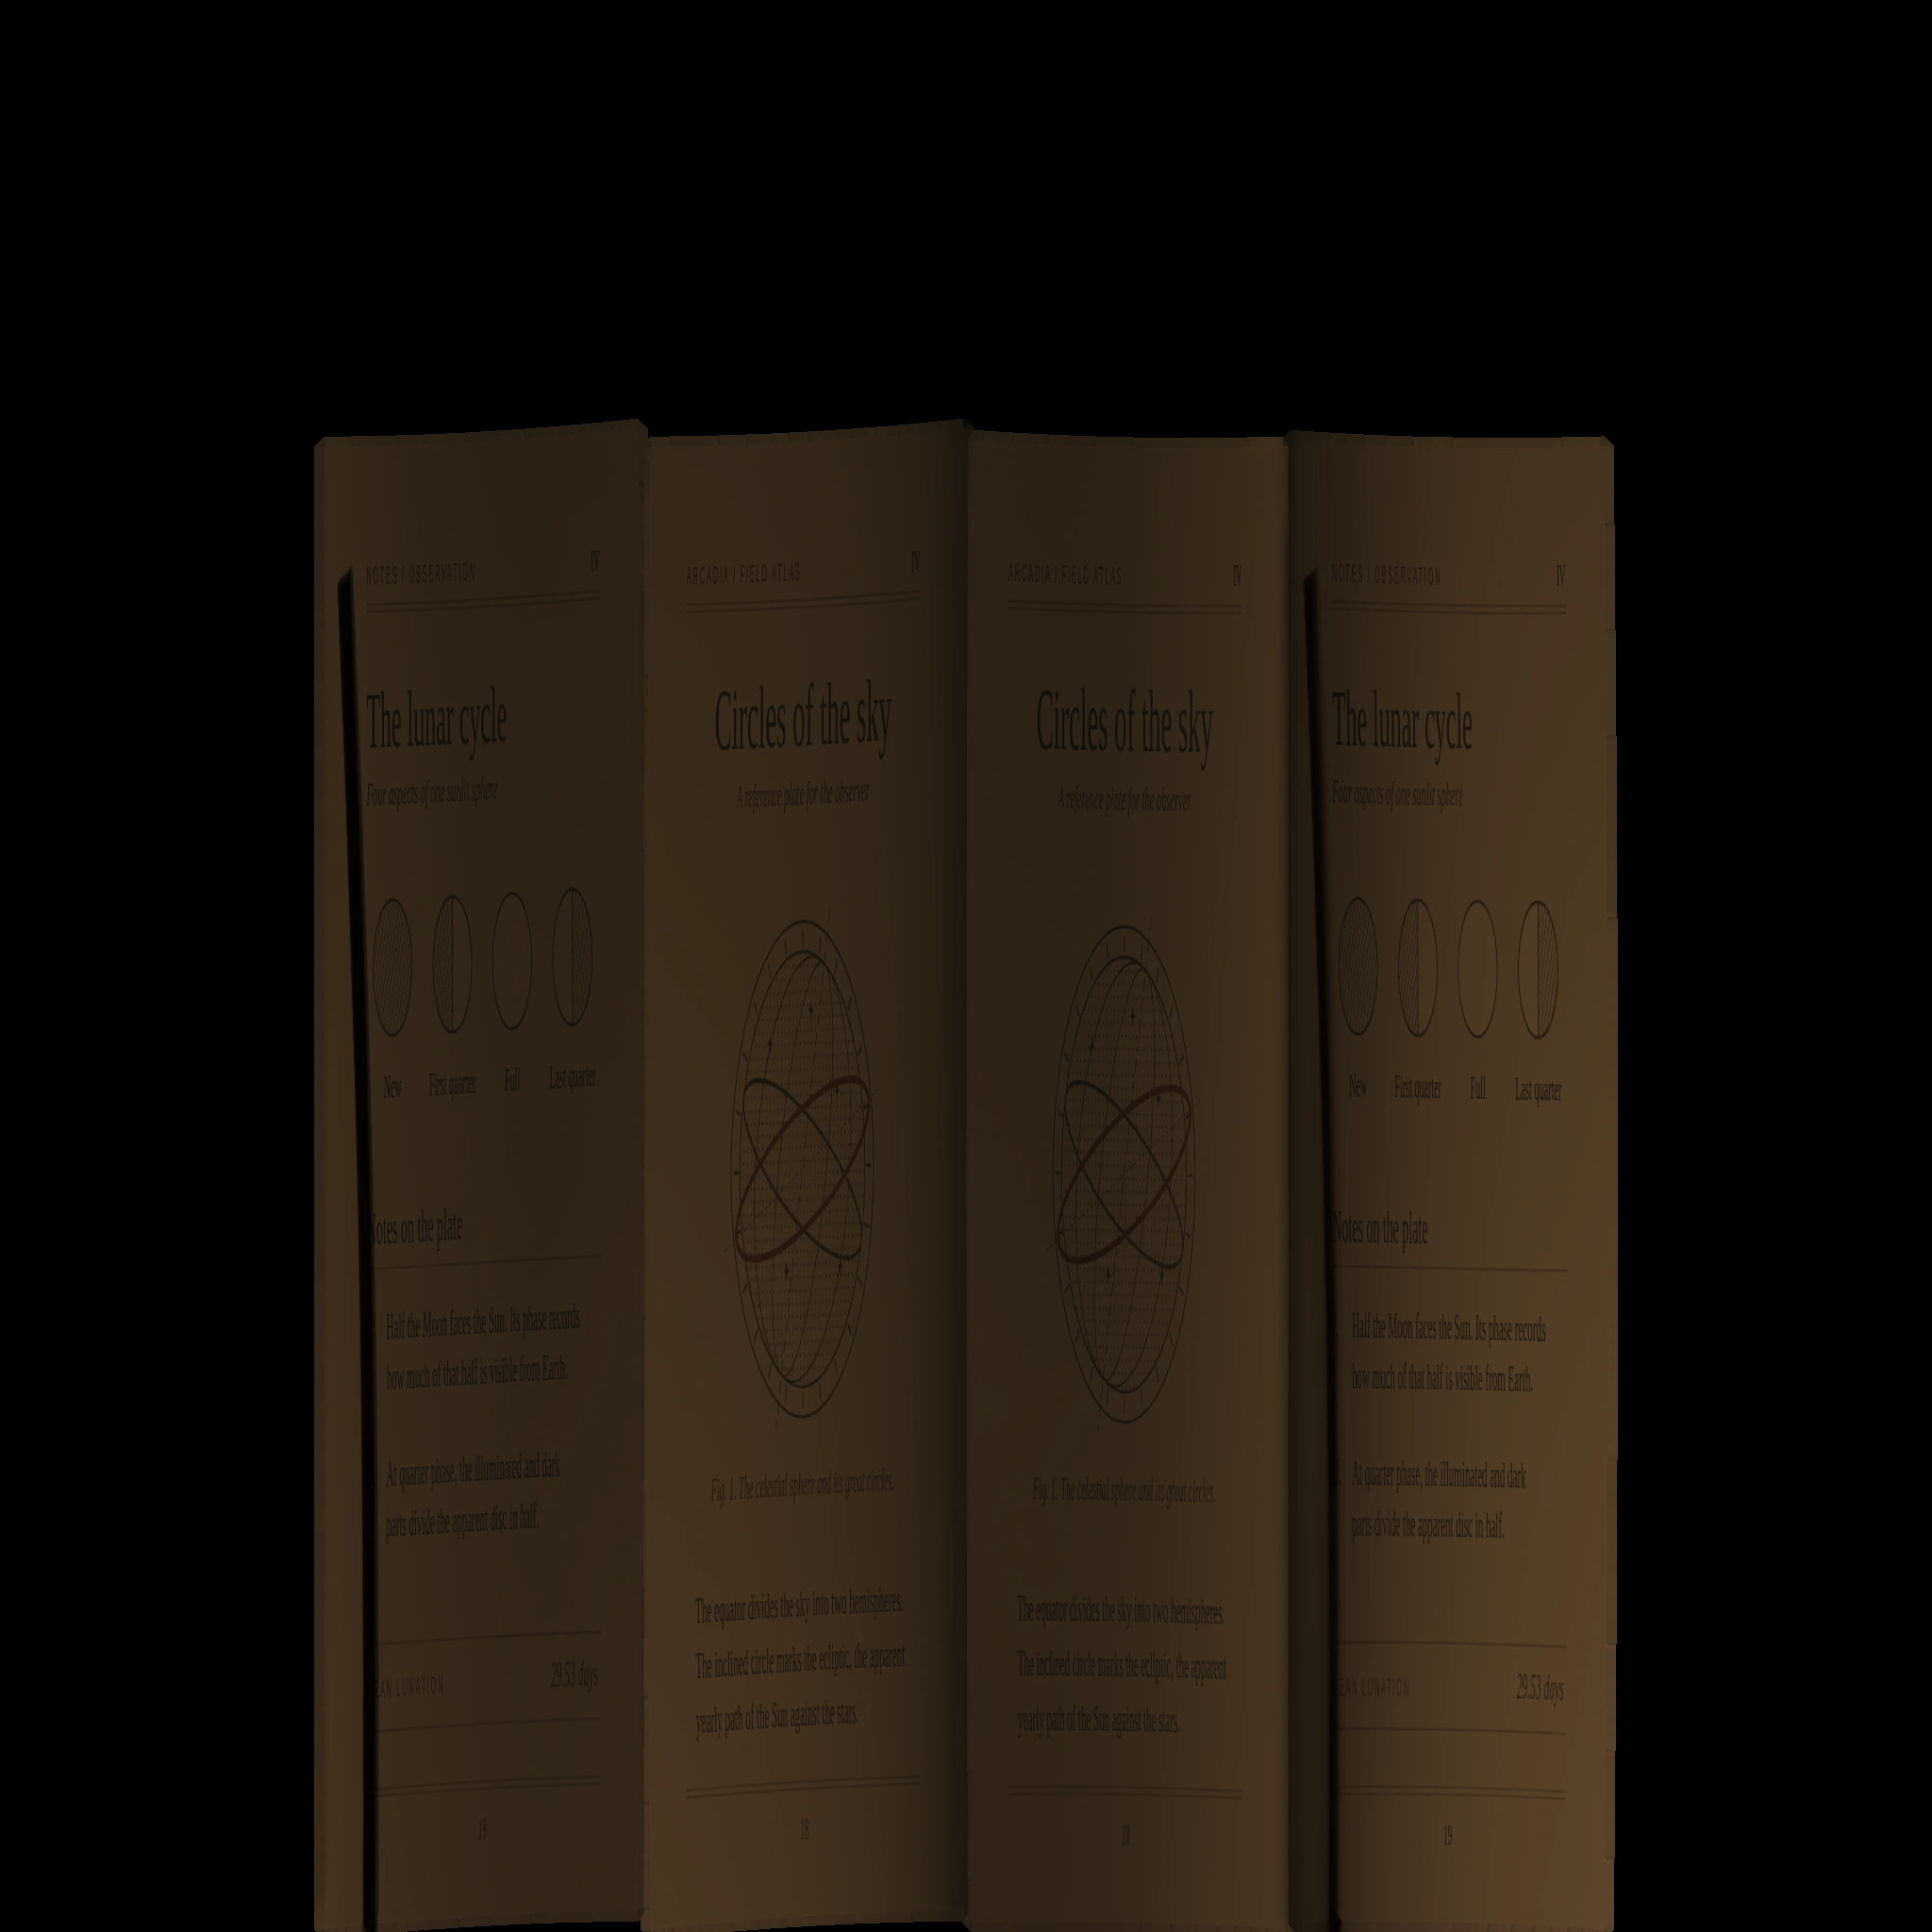 NOTES / OBSERVATION IV
The lunar cycle
Four aspects of one sunlit sphere
New First quarter Full Last quarter
Notes on the plate
Half the Moon faces the Sun. Its phase records
how much of that half is visible from Earth.
At quarter phase, the illuminated and dark
parts divide the apparent disc in half.
EAN LUNATION 29.53 days
19
ARCADIA / FIELD ATLAS IV
Circles of the sky
A reference plate for the observer
Fig. 1. The celestial sphere and its great circles.
The equator divides the sky into two hemispheres.
The inclined circle marks the ecliptic, the apparent
yearly path of the Sun against the stars.
18
ARCADIA / FIELD ATLAS IV
Circles of the sky
A reference plate for the observer
Fig. 1. The celestial sphere and its great circles.
The equator divides the sky into two hemispheres.
The inclined circle marks the ecliptic, the apparent
yearly path of the Sun against the stars.
18
NOTES / OBSERVATION IV
The lunar cycle
Four aspects of one sunlit sphere
New First quarter Full Last quarter
Notes on the plate
Half the Moon faces the Sun. Its phase records
how much of that half is visible from Earth.
At quarter phase, the illuminated and dark
parts divide the apparent disc in half.
EAN LUNATION 29.53 days
19